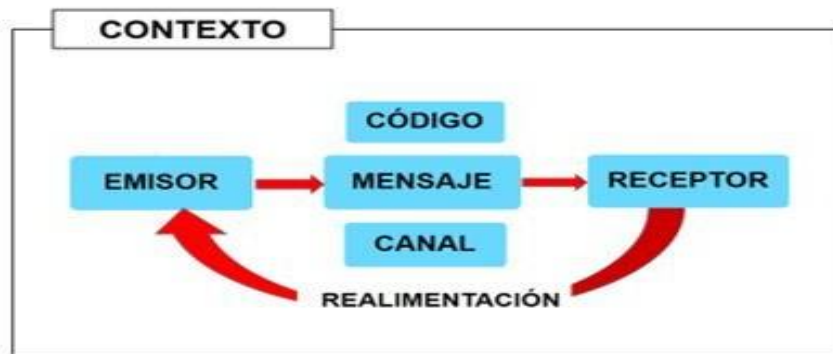 CONTEXTO
CÓDIGO
EMISOR
MENSAJE
RECEPTOR
CANAL
REALIMENTACIÓN